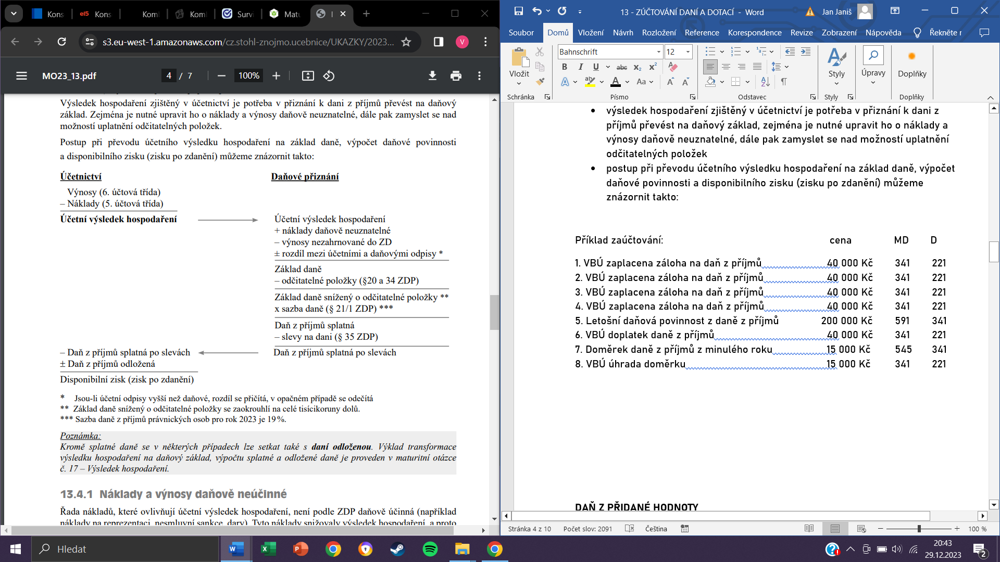 Kons
Kons
Koml
Koml
Survi
Matu
s3.eu-west-1.amazonaws.com/cz.stohl-znojmo.ucebnice/UKAZKY/2023...
V
MO23_13.pdf
4 / 7
100%
Výsledek hospodaření zjištěný v účetnictví je potřeba v přiznání k dani z příjmů převést na daňový
základ. Zejména je nutné upravit ho o náklady a výnosy daňově neuznatelné, dále pak zamyslet se nad
možností uplatnění odčitatelných položek.
Postup při převodu účetního výsledku hospodaření na základ daně, výpočet daňové povinnosti
a disponibilního zisku (zisku po zdanění) můžeme znázornit takto:
Účetnictví Daňové přiznání
Výnosy (6. účtová třída)
– Náklady (5. účtová třída)
Účetní výsledek hospodaření Účetní výsledek hospodaření
+ náklady daňově neuznatelné
– výnosy nezahrnované do ZD
± rozdíl mezi účetními a daňovými odpisy *
Základ daně
– odčitatelné položky (§20 a 34 ZDP)
Základ daně snížený o odčitatelné položky **
x sazba daně (§ 21/1 ZDP) ***
Daň z příjmů splatná
– slevy na dani (§ 35 ZDP)
– Daň z příjmů splatná po slevách Daň z příjmů splatná po slevách
± Daň z příjmů odložená
Disponibilní zisk (zisk po zdanění)
* Jsou-li účetní odpisy vyšší než daňové, rozdíl se přičítá, v opačném případě se odečítá
** Základ daně snížený o odčitatelné položky se zaokrouhlí na celé tisícikoruny dolů.
*** Sazba daně z příjmů právnických osob pro rok 2023 je 19 %.
Poznámka:
Kromě splatné daně se v některých případech lze setkat také s daní odloženou. Výklad transformace
výsledku hospodaření na daňový základ, výpočtu splatné a odložené daně je proveden v maturitní otázce
č. 17 – Výsledek hospodaření.
13.4.1 Náklady a výnosy daňově neúčinné
Řada nákladů, které ovlivňují účetní výsledek hospodaření, není podle ZDP daňově účinná (například
náklady na reprezentaci, nesmluvní sankce, dary). Tyto náklady snižovaly výsledek hospodaření, a proto
13 - ZÚČTOVÁNÍ DANÍ A DOTACÍ - Word
Jan Janiš
Soubor Domů Vložení Návrh Rozložení Reference Korespondence Revize Zobrazení Nápověda Řekněte
Vložit
Bahnschrift 12
Styly
Úpravy
Doplňky
Schránka Písmo Odstavec Styly Doplňky
• výsledek hospodaření zjištěný v účetnictví je potřeba v přiznání k dani z
příjmů převést na daňový základ, zejména je nutné upravit ho o náklady a
výnosy daňově neuznatelné, dále pak zamyslet se nad možností uplatnění
odčitatelných položek
• postup při převodu účetního výsledku hospodaření na základ daně, výpočet
daňové povinnosti a disponibilního zisku (zisku po zdanění) můžeme
znázornit takto:
Příklad zaúčtování: cena MD D
1. VBÚ zaplacena záloha na daň z příjmů 40 000 Kč 341 221
2. VBÚ zaplacena záloha na daň z příjmů 40 000 Kč 341 221
3. VBÚ zaplacena záloha na daň z příjmů 40 000 Kč 341 221
4. VBÚ zaplacena záloha na daň z příjmů 40 000 Kč 341 221
5. Letošní daňová povinnost z daně z příjmů 200 000 Kč 591 341
6. VBÚ doplatek daně z příjmů 40 000 Kč 341 221
7. Doměrek daně z příjmů z minulého roku 15 000 Kč 545 341
8. VBÚ úhrada doměrku 15 000 Kč 341 221
DAŇ Z PŘIDANÉ HODNOTY
Stránka 4 z 10 Počet slov: 2091 Čeština 100 %
Hledat
20:43
29.12.2023
2